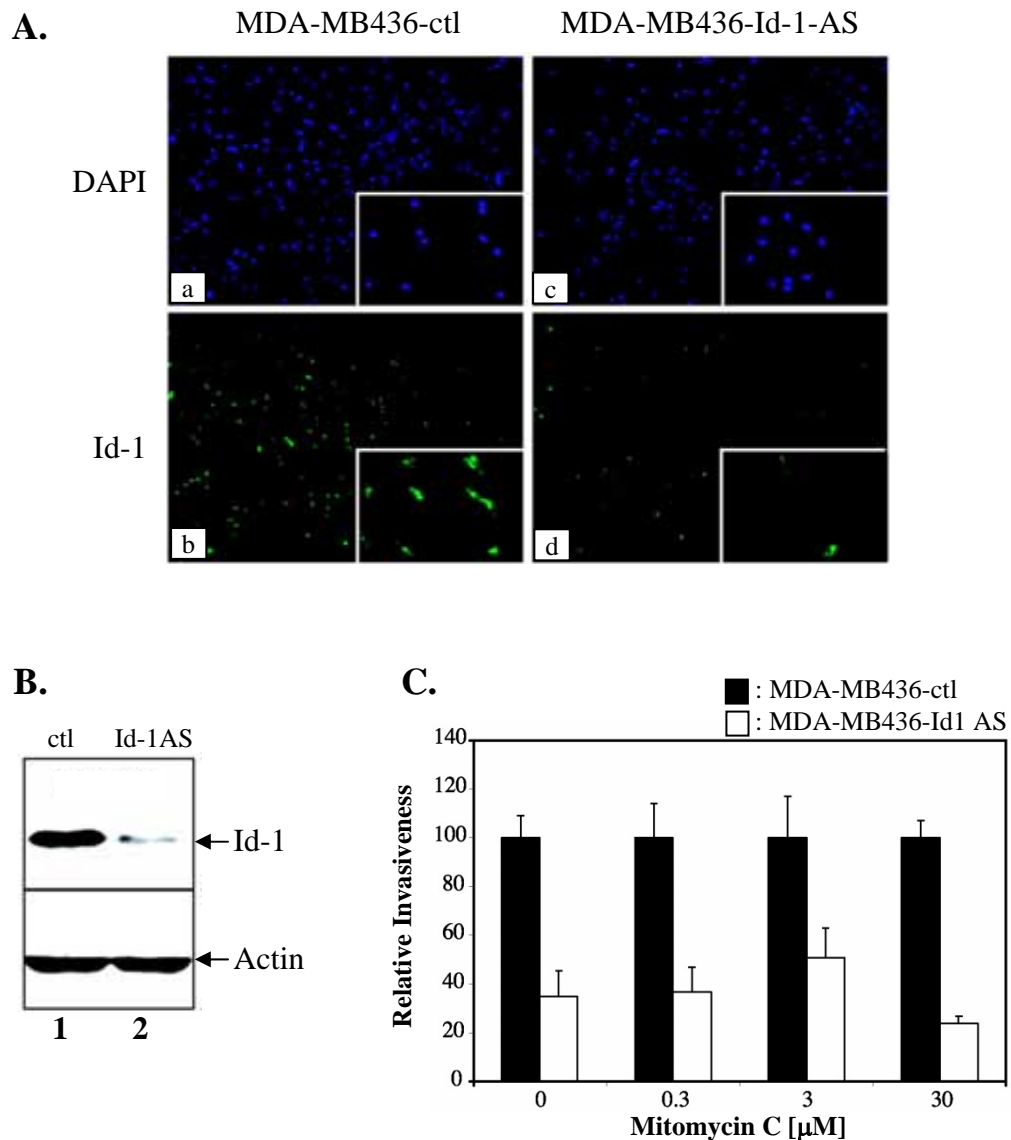 A.
MDA-MB436-ctl MDA-MB436-Id-1-AS
DAPI
a c
Id-1
b d
B.
ctl Id-1AS
Id-1
Actin
1 2
C.
: MDA-MB436-ctl
: MDA-MB436-Id1 AS
140
120
100
80
60
40
20
0
Relative Invasiveness
0 0.3 3 30
Mitomycin C [μM]